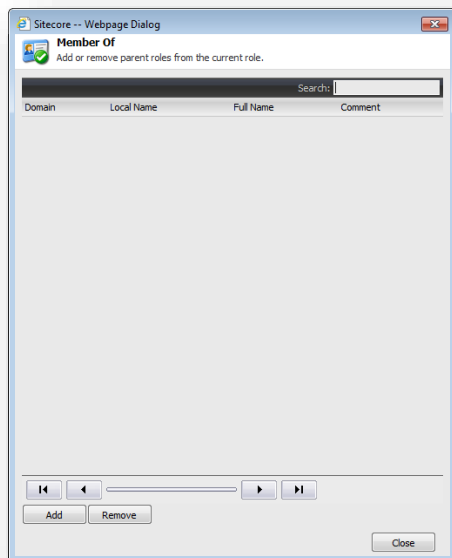 Sitecore -- Webpage Dialog
Member Of
Add or remove parent roles from the current role.
Search:
Domain Local Name Full Name Comment
Add Remove
Close